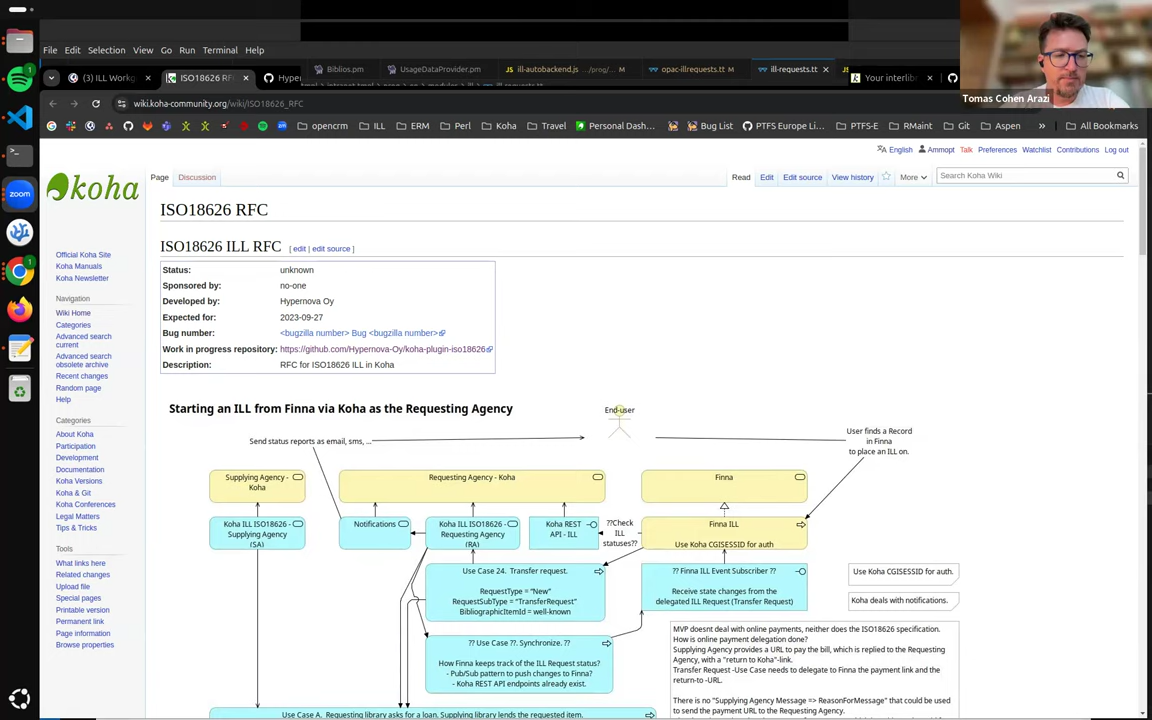 File Edit Selection View Go Run Terminal Help
Biblios.pm UsageDataProvider.pm JS ill-autobackend.js .../prog/... M opac-illrequests.tt M ill-requests.tt
(3) ILL Workg ISO18626 RF Hype Your interlib
Tomas Cohen Arazi
wiki.koha-community.org/wiki/ISO18626_RFC
opencrm ILL ERM Perl Koha Travel Personal Dash... Bug List PTFS Europe Li... PTFS-E RMaint Git Aspen » All Bookmarks
English Ammopt Talk Preferences Watchlist Contributions Log out
koha
Page Discussion Read Edit Edit source View history More Search Koha Wiki
Official Koha Site
Koha Manuals
Koha Newsletter
Navigation
Wiki Home
Categories
Advanced search
current
Advanced search
obsolete archive
Recent changes
Random page
Help
Categories
About Koha
Participation
Development
Documentation
Koha Versions
Koha & Git
Koha Conferences
Legal Matters
Tips & Tricks
Tools
What links here
Related changes
Upload file
Special pages
Printable version
Permanent link
Page information
Browse properties
ISO18626 RFC
ISO18626 ILL RFC [ edit | edit source ]
Status: unknown
Sponsored by: no-one
Developed by: Hypernova Oy
Expected for: 2023-09-27
Bug number: <bugzilla number> Bug <bugzilla number>
Work in progress repository: https://github.com/Hypernova-Oy/koha-plugin-iso18626
Description: RFC for ISO18626 ILL in Koha
Starting an ILL from Finna via Koha as the Requesting Agency
End-user
Send status reports as email, sms, ...
User finds a Record
in Finna
to place an ILL on.
Supplying Agency -
Koha
Requesting Agency - Koha
Finna
Koha ILL ISO18626 -
Supplying Agency
(SA)
Notifications
Koha ILL ISO18626 -
Requesting Agency
(RA)
Koha REST
API - ILL
??Check
ILL
statuses??
Finna ILL
Use Koha CGISESSID for auth
Use Case 24. Transfer request.
RequestType = "New"
RequestSubType = "TransferRequest"
BibliographicItemId = well-known
?? Finna ILL Event Subscriber ??
Receive state changes from the
delegated ILL Request (Transfer Request)
Use Koha CGISESSID for auth.
Koha deals with notifications.
?? Use Case ??. Synchronize. ??
How Finna keeps track of the ILL Request status?
- Pub/Sub pattern to push changes to Finna?
- Koha REST API endpoints already exist.
MVP doesnt deal with online payments, neither does the ISO18626 specification.
How is online payment delegation done?
Supplying Agency provides a URL to pay the bill, which is replied to the Requesting
Agency, with a "return to Koha"-link.
Transfer Request -Use Case needs to delegate to Finna the payment link and the
return-to -URL.
There is no "Supplying Agency Message => ReasonForMessage" that could be used
to send the payment URL to the Requesting Agency.
Use Case A. Requesting library asks for a loan. Supplying library lends the requested item.
zoom